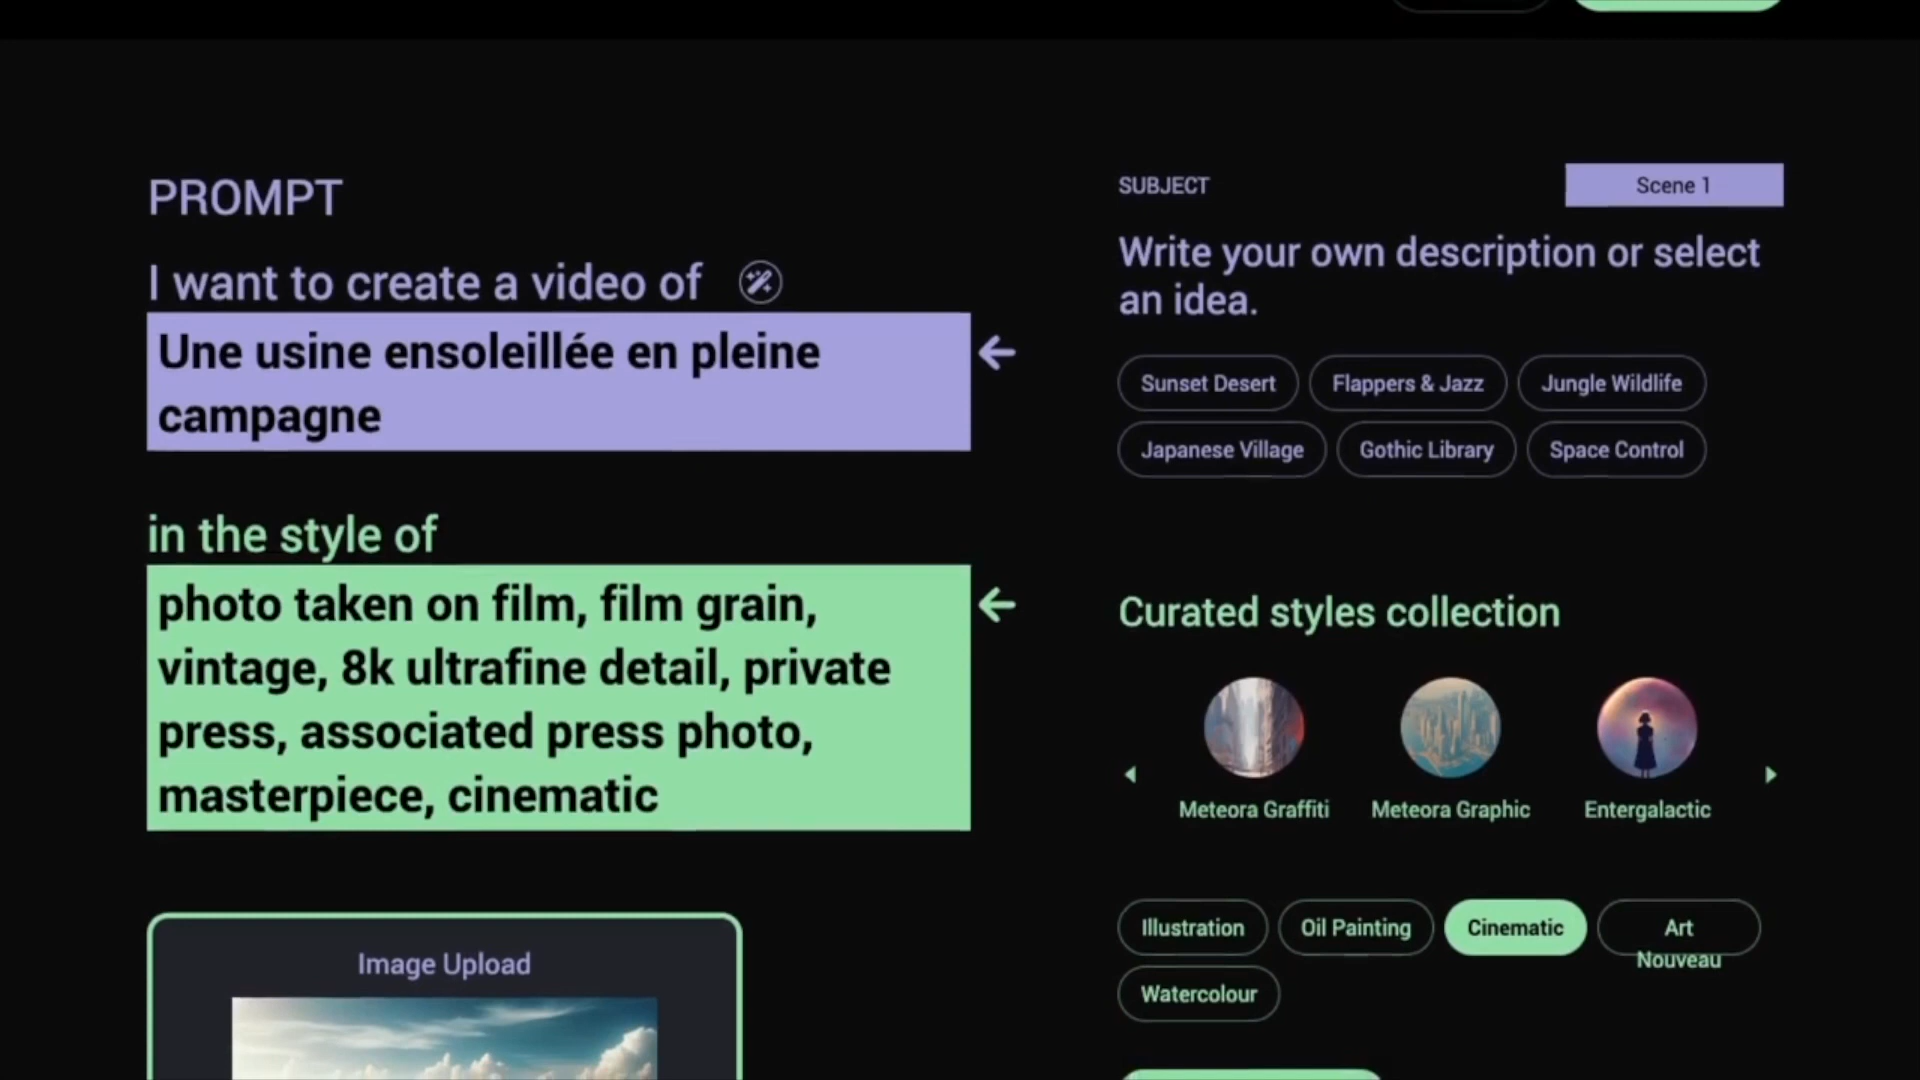 PROMPT
I want to create a video of
Une usine ensoleillée en pleine
campagne
in the style of
photo taken on film, film grain,
vintage, 8k ultrafine detail, private
press, associated press photo,
masterpiece, cinematic
Image Upload
SUBJECT
Scene 1
Write your own description or select
an idea.
Sunset Desert
Flappers & Jazz
Jungle Wildlife
Japanese Village
Gothic Library
Space Control
Curated styles collection
Meteora Graffiti
Meteora Graphic
Entergalactic
Illustration
Oil Painting
Cinematic
Art
Nouveau
Watercolour